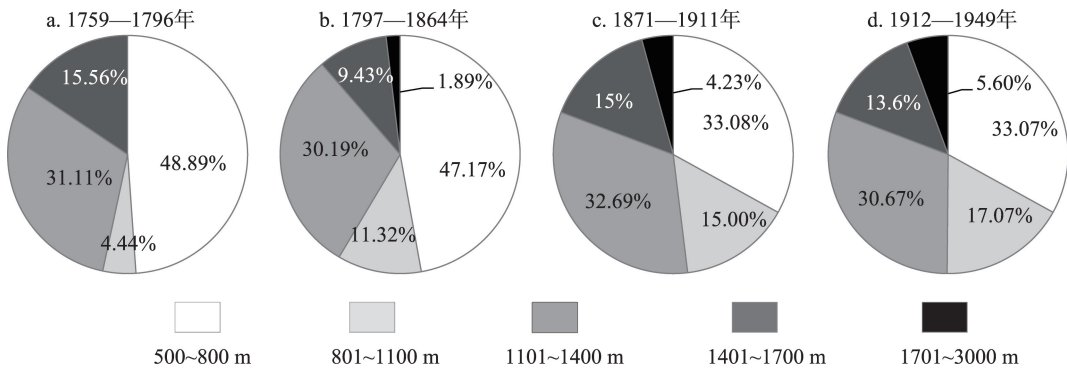 a. 1759—1796年
b. 1797—1864年
c. 1871—1911年
d. 1912—1949年
15.56%
48.89%
31.11%
4.44%
9.43%
1.89%
30.19%
47.17%
11.32%
15%
4.23%
33.08%
32.69%
15.00%
13.6%
5.60%
33.07%
30.67%
17.07%
500~800 m
801~1100 m
1101~1400 m
1401~1700 m
1701~3000 m